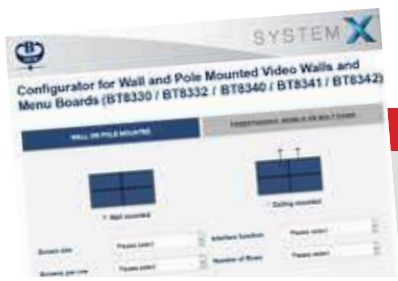 B
SYSTEM X
Configurator for Wall and Pole Mounted Video Walls and
Menu Boards (BT8330 / BT8332 / BT8340 / BT8341 / BT8342)
WALL OR POLE MOUNTED
FREESTANDING, MOBILE OR BOLT DOWN
Wall mounted
Ceiling mounted
Screen size
Please select
Interface function
Please select
Screens per row
Please select
Number of Rows
Please select